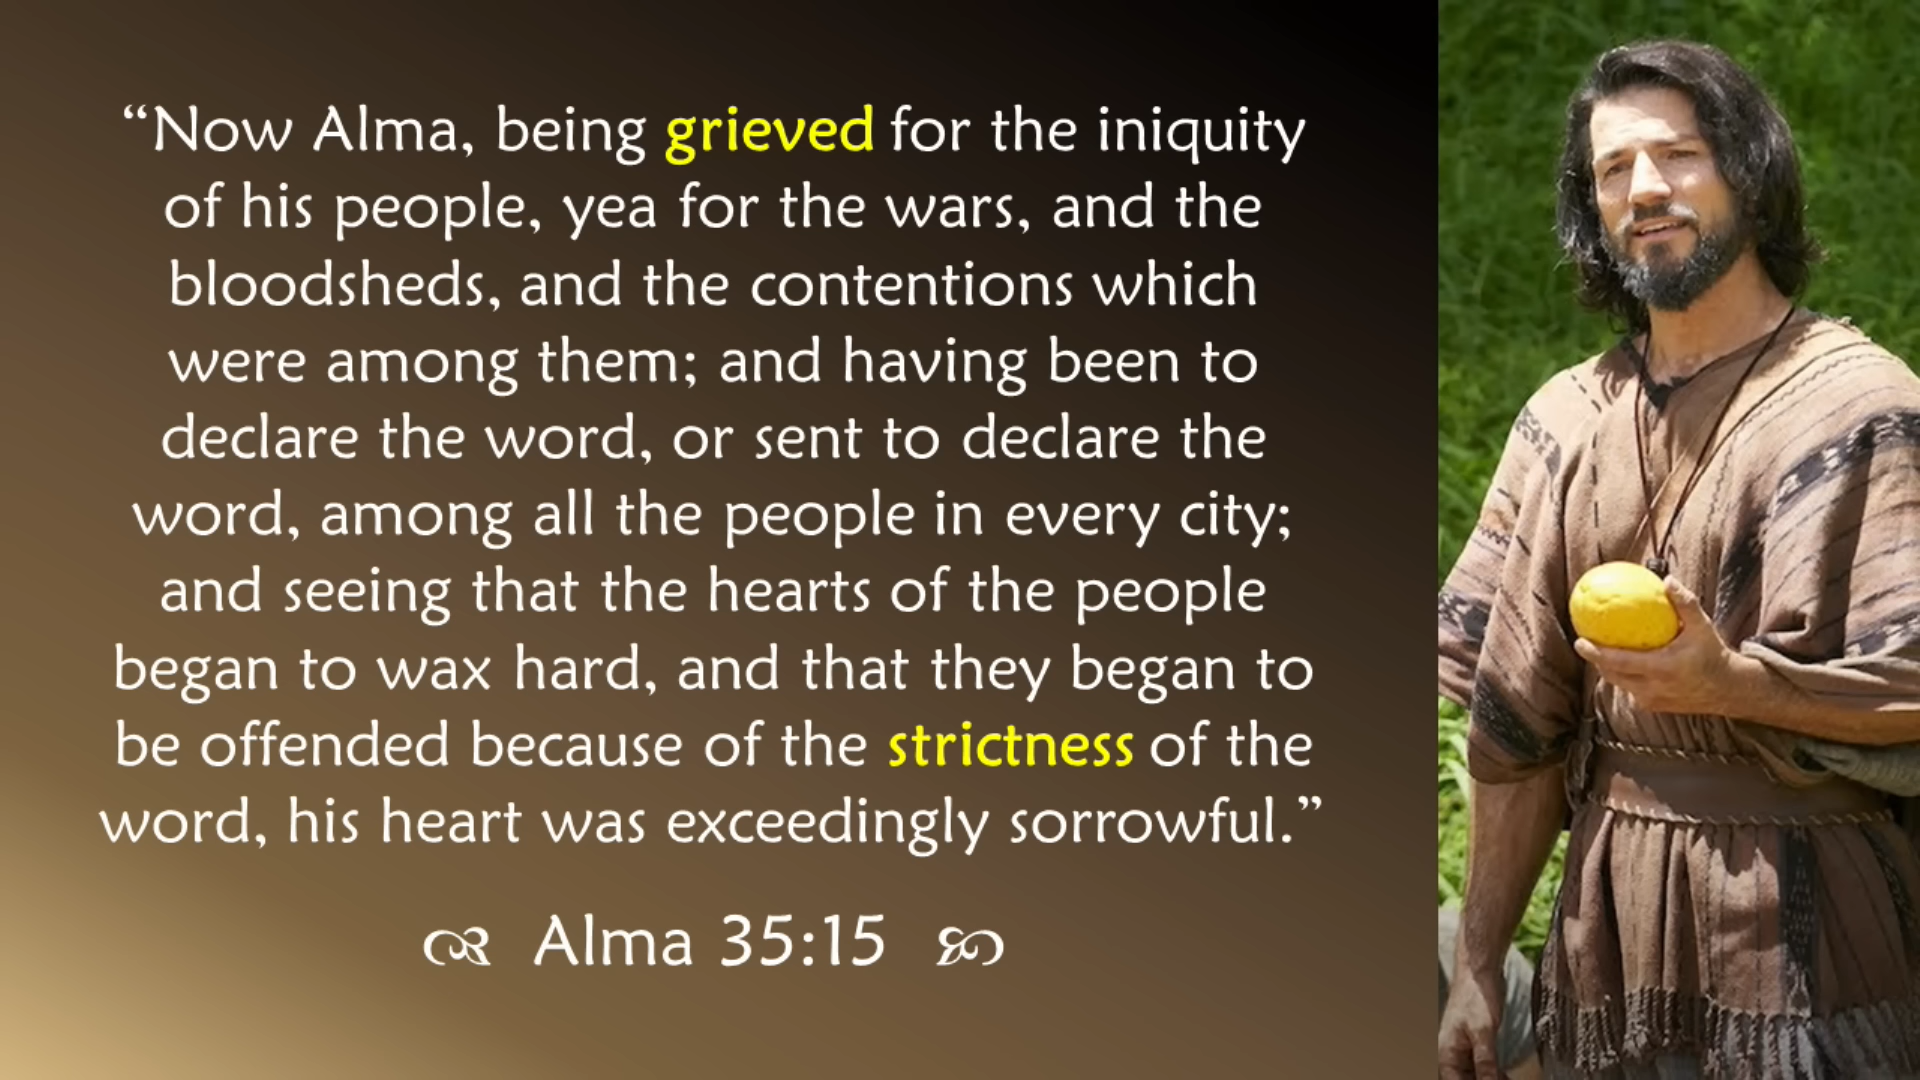 “Now Alma, being grieved for the iniquity
of his people, yea for the wars, and the
bloodsheds, and the contentions which
were among them; and having been to
declare the word, or sent to declare the
word, among all the people in every city;
and seeing that the hearts of the people
began to wax hard, and that they began to
be offended because of the strictness of the
word, his heart was exceedingly sorrowful.”
Alma 35:15